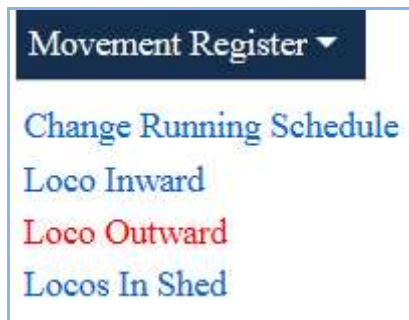 Movement Register
Change Running Schedule
Loco Inward
Loco Outward
Locos In Shed